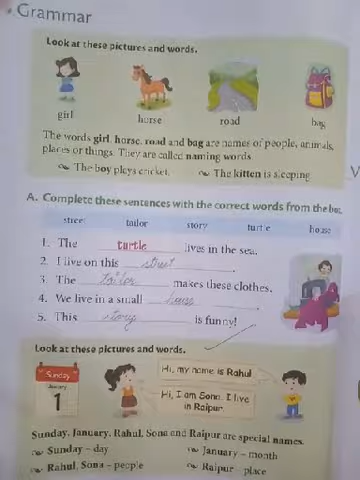 Grammar
Look at these pictures and words.
girl horse road bag
The words girl, horse, road and bag are names of people, animals,
places or things. They are called naming words.
The boy plays cricket. The kitten is sleeping.
A. Complete these sentences with the correct words from the box.
street tailor story turtle house
1. The turtle lives in the sea.
2. I live on this street.
3. The tailor makes these clothes.
4. We live in a small house.
5. This story is funny!
Look at these pictures and words.
Sunday
January
1
Hi, my name is Rahul.
Hi, I am Sona. I live
in Raipur.
Sunday, January, Rahul, Sona and Raipur are special names.
Sunday – day January – month
Rahul, Sona – people Raipur – place